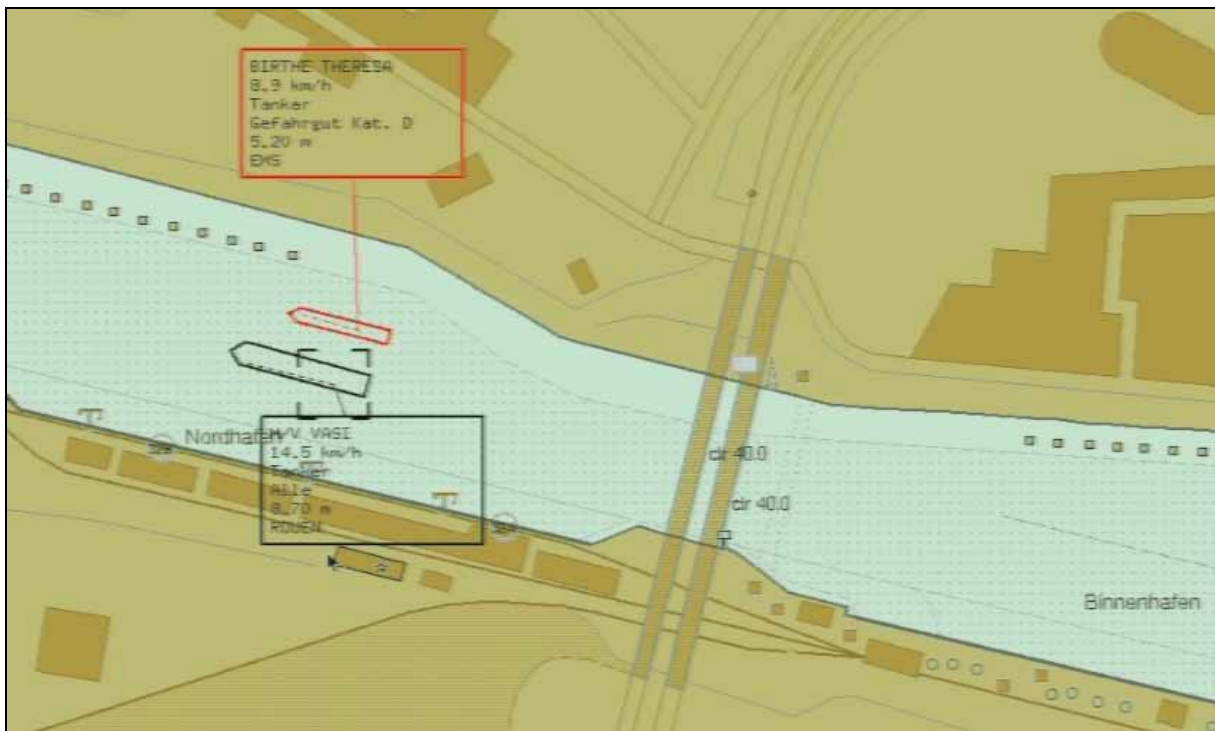 BIRTHE THERESA
8.9 km/h
Tanker
Gefahrgut Kat. D
5.20 m
EMS
Nordhafen
M/V VASI
14.5 km/h
Tanker
Alle
8.70 m
ROUEN
clr 40.0
clr 40.0
Binnenhafen